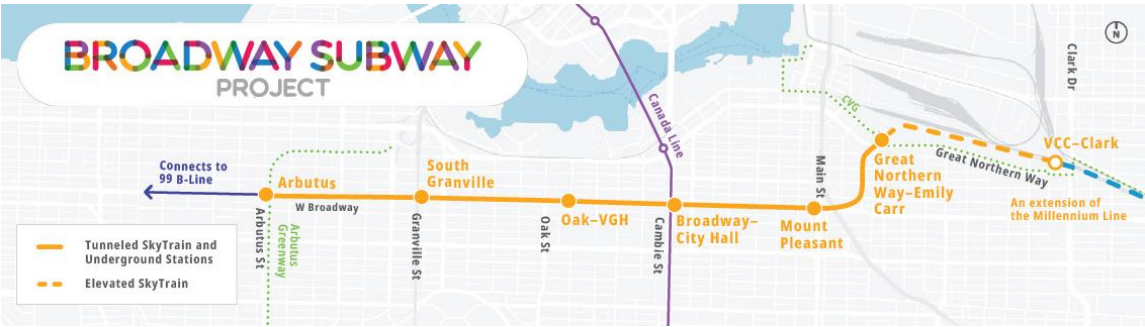 BROADWAY SUBWAY
PROJECT
N
Clark Dr
Canada Line
CVG
VCC–Clark
Great Northern Way
Great
Northern
Way–Emily
Carr
An extension of
the Millennium Line
Main St
Connects to
99 B-Line
Arbutus
South
Granville
W Broadway
Oak–VGH
Broadway–
City Hall
Mount
Pleasant
Arbutus St
Arbutus
Greenway
Granville St
Oak St
Cambie St
Tunneled SkyTrain and
Underground Stations
Elevated SkyTrain